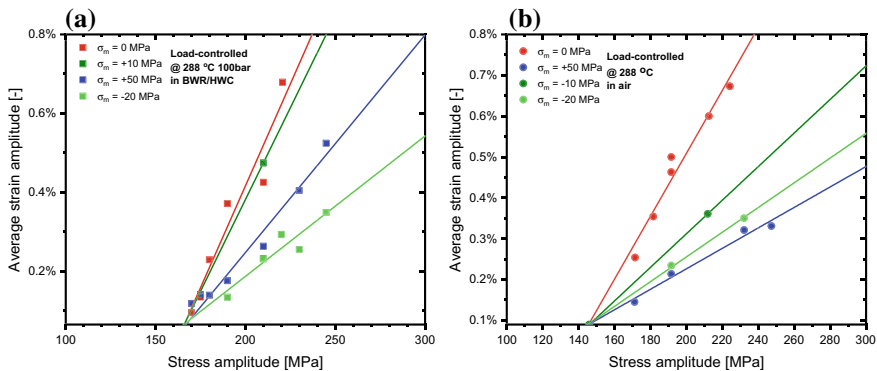 (a)
0.8%
0.6%
0.4%
0.2%
Average strain amplitude [-]
σm = 0 MPa
σm = +10 MPa
σm = +50 MPa
σm = -20 MPa
Load-controlled
@ 288 °C 100bar
in BWR/HWC
100 150 200 250 300
Stress amplitude [MPa]
(b)
0.8%
0.7%
0.6%
0.5%
0.4%
0.3%
0.2%
0.1%
Average strain amplitude [-]
σm = 0 MPa
σm = +50 MPa
σm = -10 MPa
σm = -20 MPa
Load-controlled
@ 288 °C
in air
100 120 140 160 180 200 220 240 260 280 300
Stress amplitude [MPa]